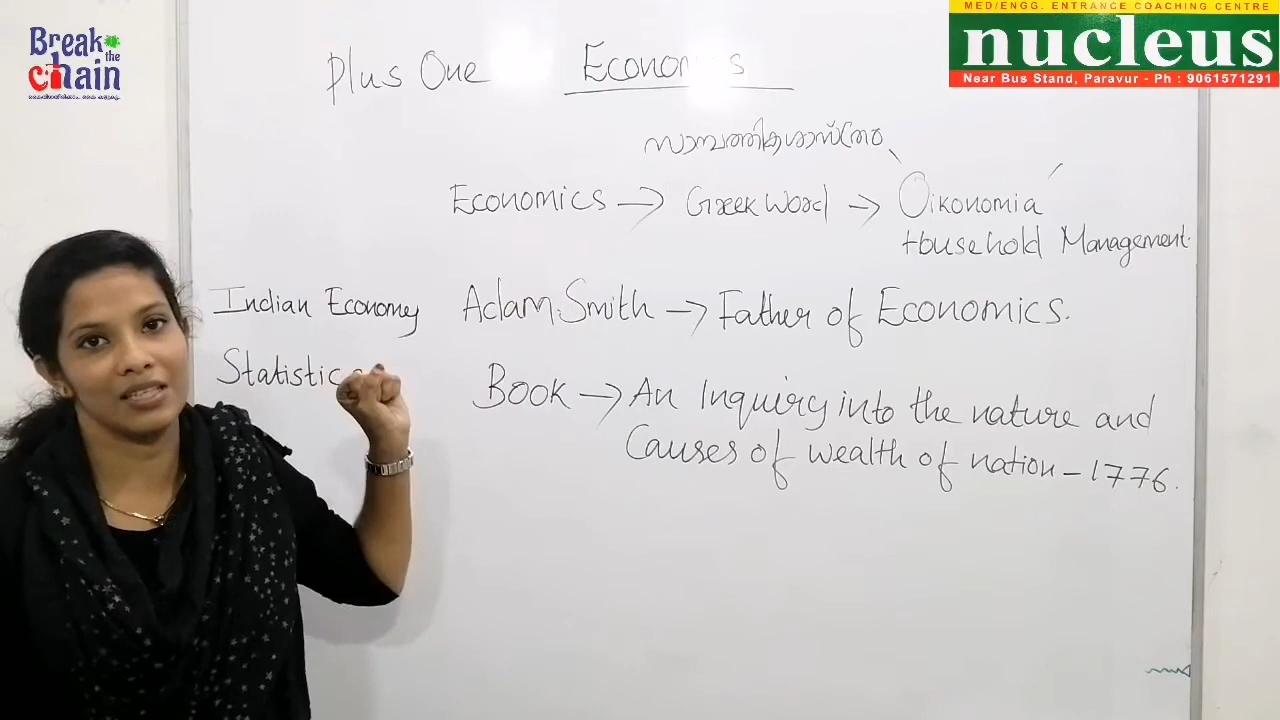 Break
the
chain
MED/ENGG. ENTRANCE COACHING CENTRE
nucleus
Near Bus Stand, Paravur - Ph : 9061571291
Plus One Economics
സാമ്പത്തികശാസ്ത്രം
Economics → Greek Word → Oikonomia
Household Management.
Indian Economy
Statistics
Adam Smith → Father of Economics.
Book → An Inquiry into the nature and
Causes of wealth of nation - 1776.